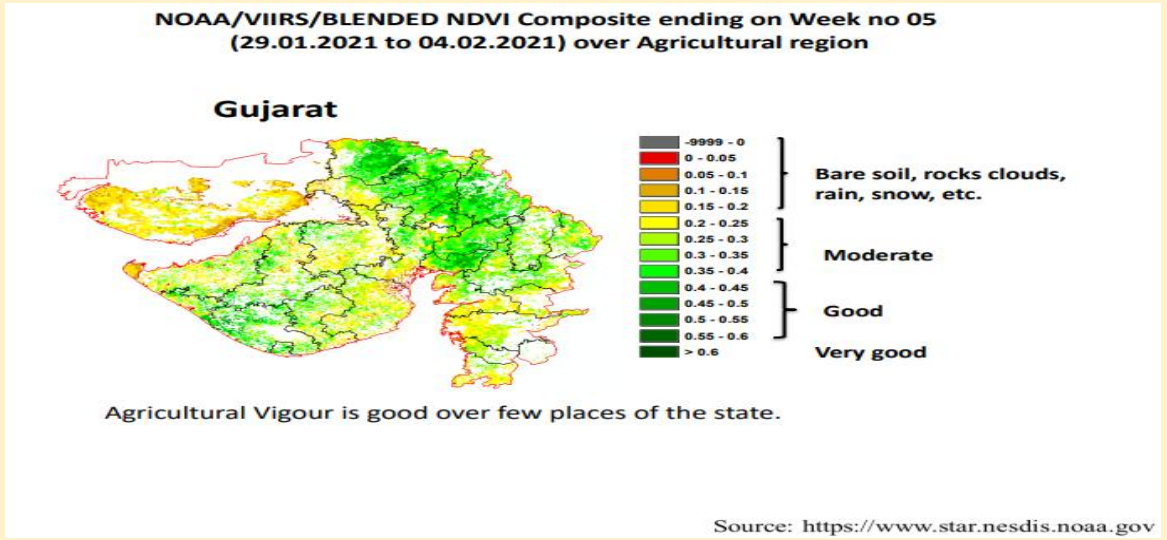 NOAA/VIIRS/BLENDED NDVI Composite ending on Week no 05
(29.01.2021 to 04.02.2021) over Agricultural region
Gujarat
-9999 - 0
0 - 0.05
0.05 - 0.1
0.1 - 0.15
0.15 - 0.2
0.2 - 0.25
0.25 - 0.3
0.3 - 0.35
0.35 - 0.4
0.4 - 0.45
0.45 - 0.5
0.5 - 0.55
0.55 - 0.6
> 0.6
Bare soil, rocks clouds,
rain, snow, etc.
Moderate
Good
Very good
Agricultural Vigour is good over few places of the state.
Source: https://www.star.nesdis.noaa.gov